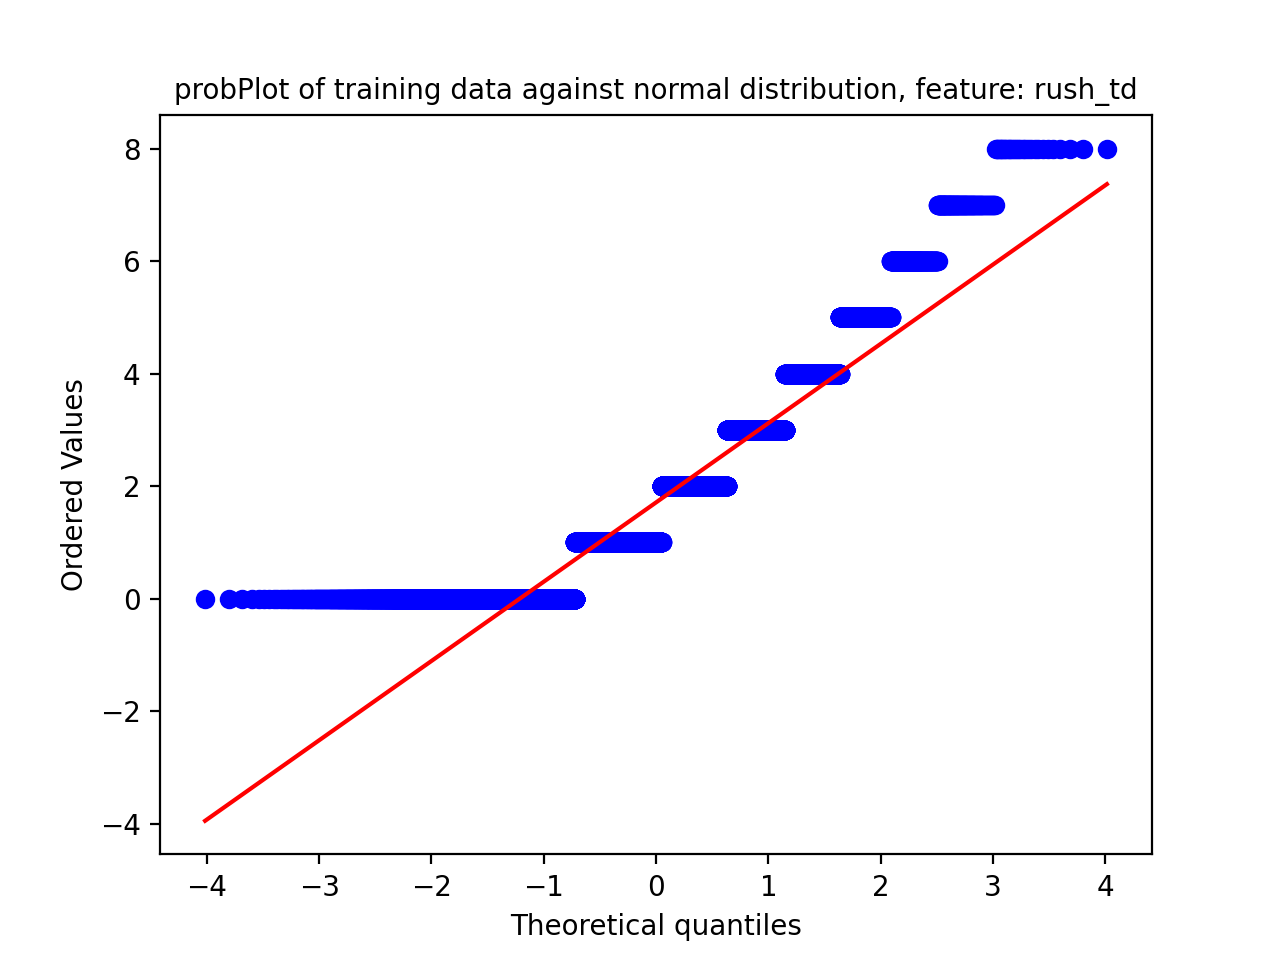 probPlot of training data against normal distribution, feature: rush_td
8
6
4
2
0
−2
−4
Ordered Values
−4 −3 −2 −1 0 1 2 3 4
Theoretical quantiles